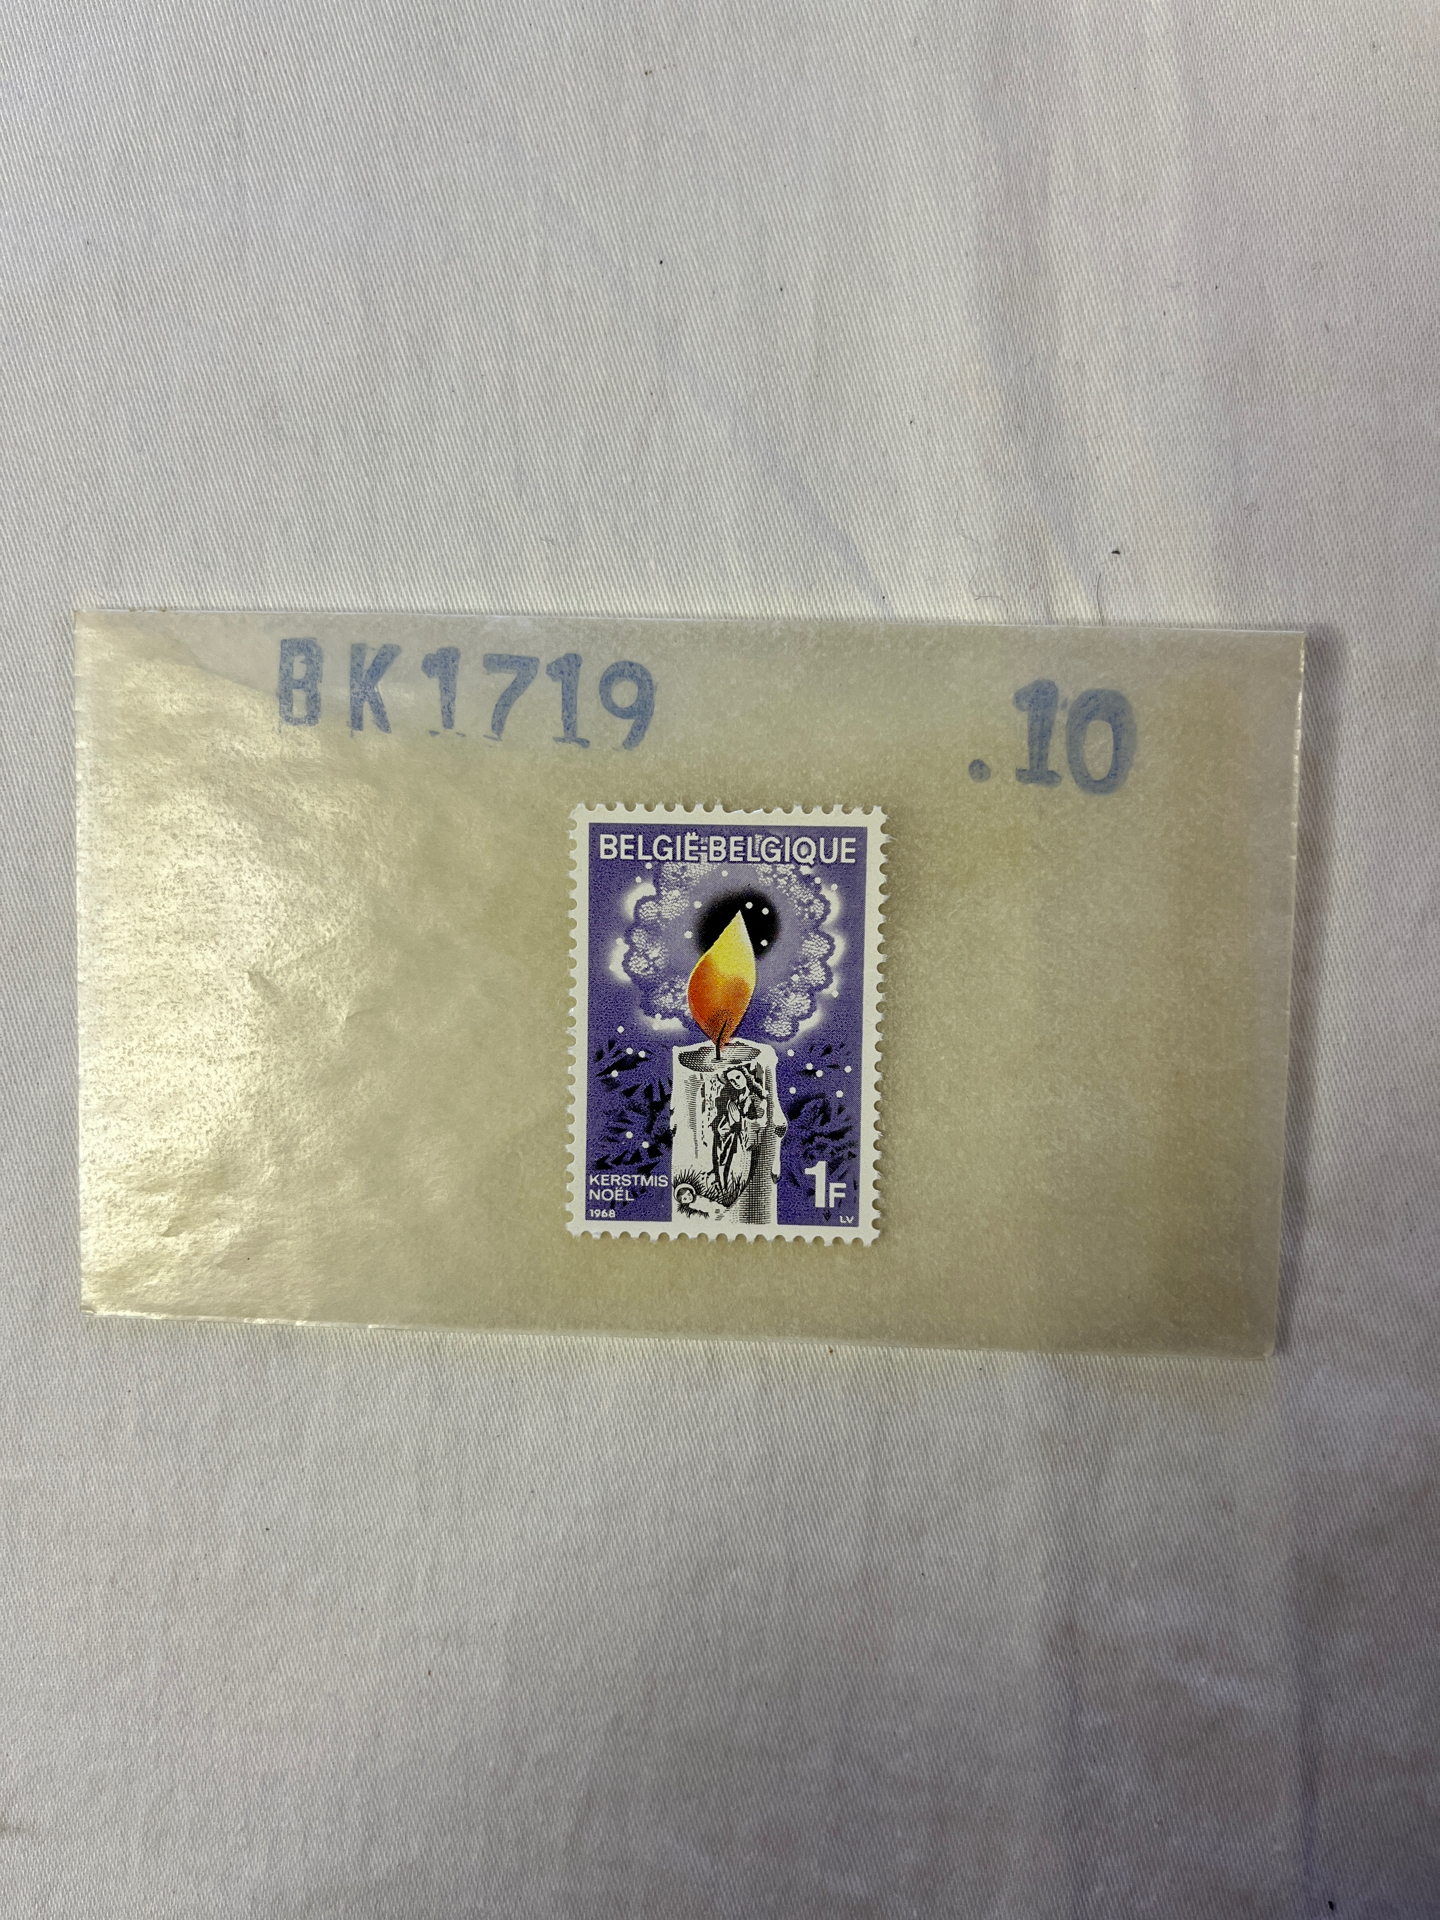 BK1719 .10
BELGIË-BELGIQUE
KERSTMIS
NOËL
1968
1F
LV